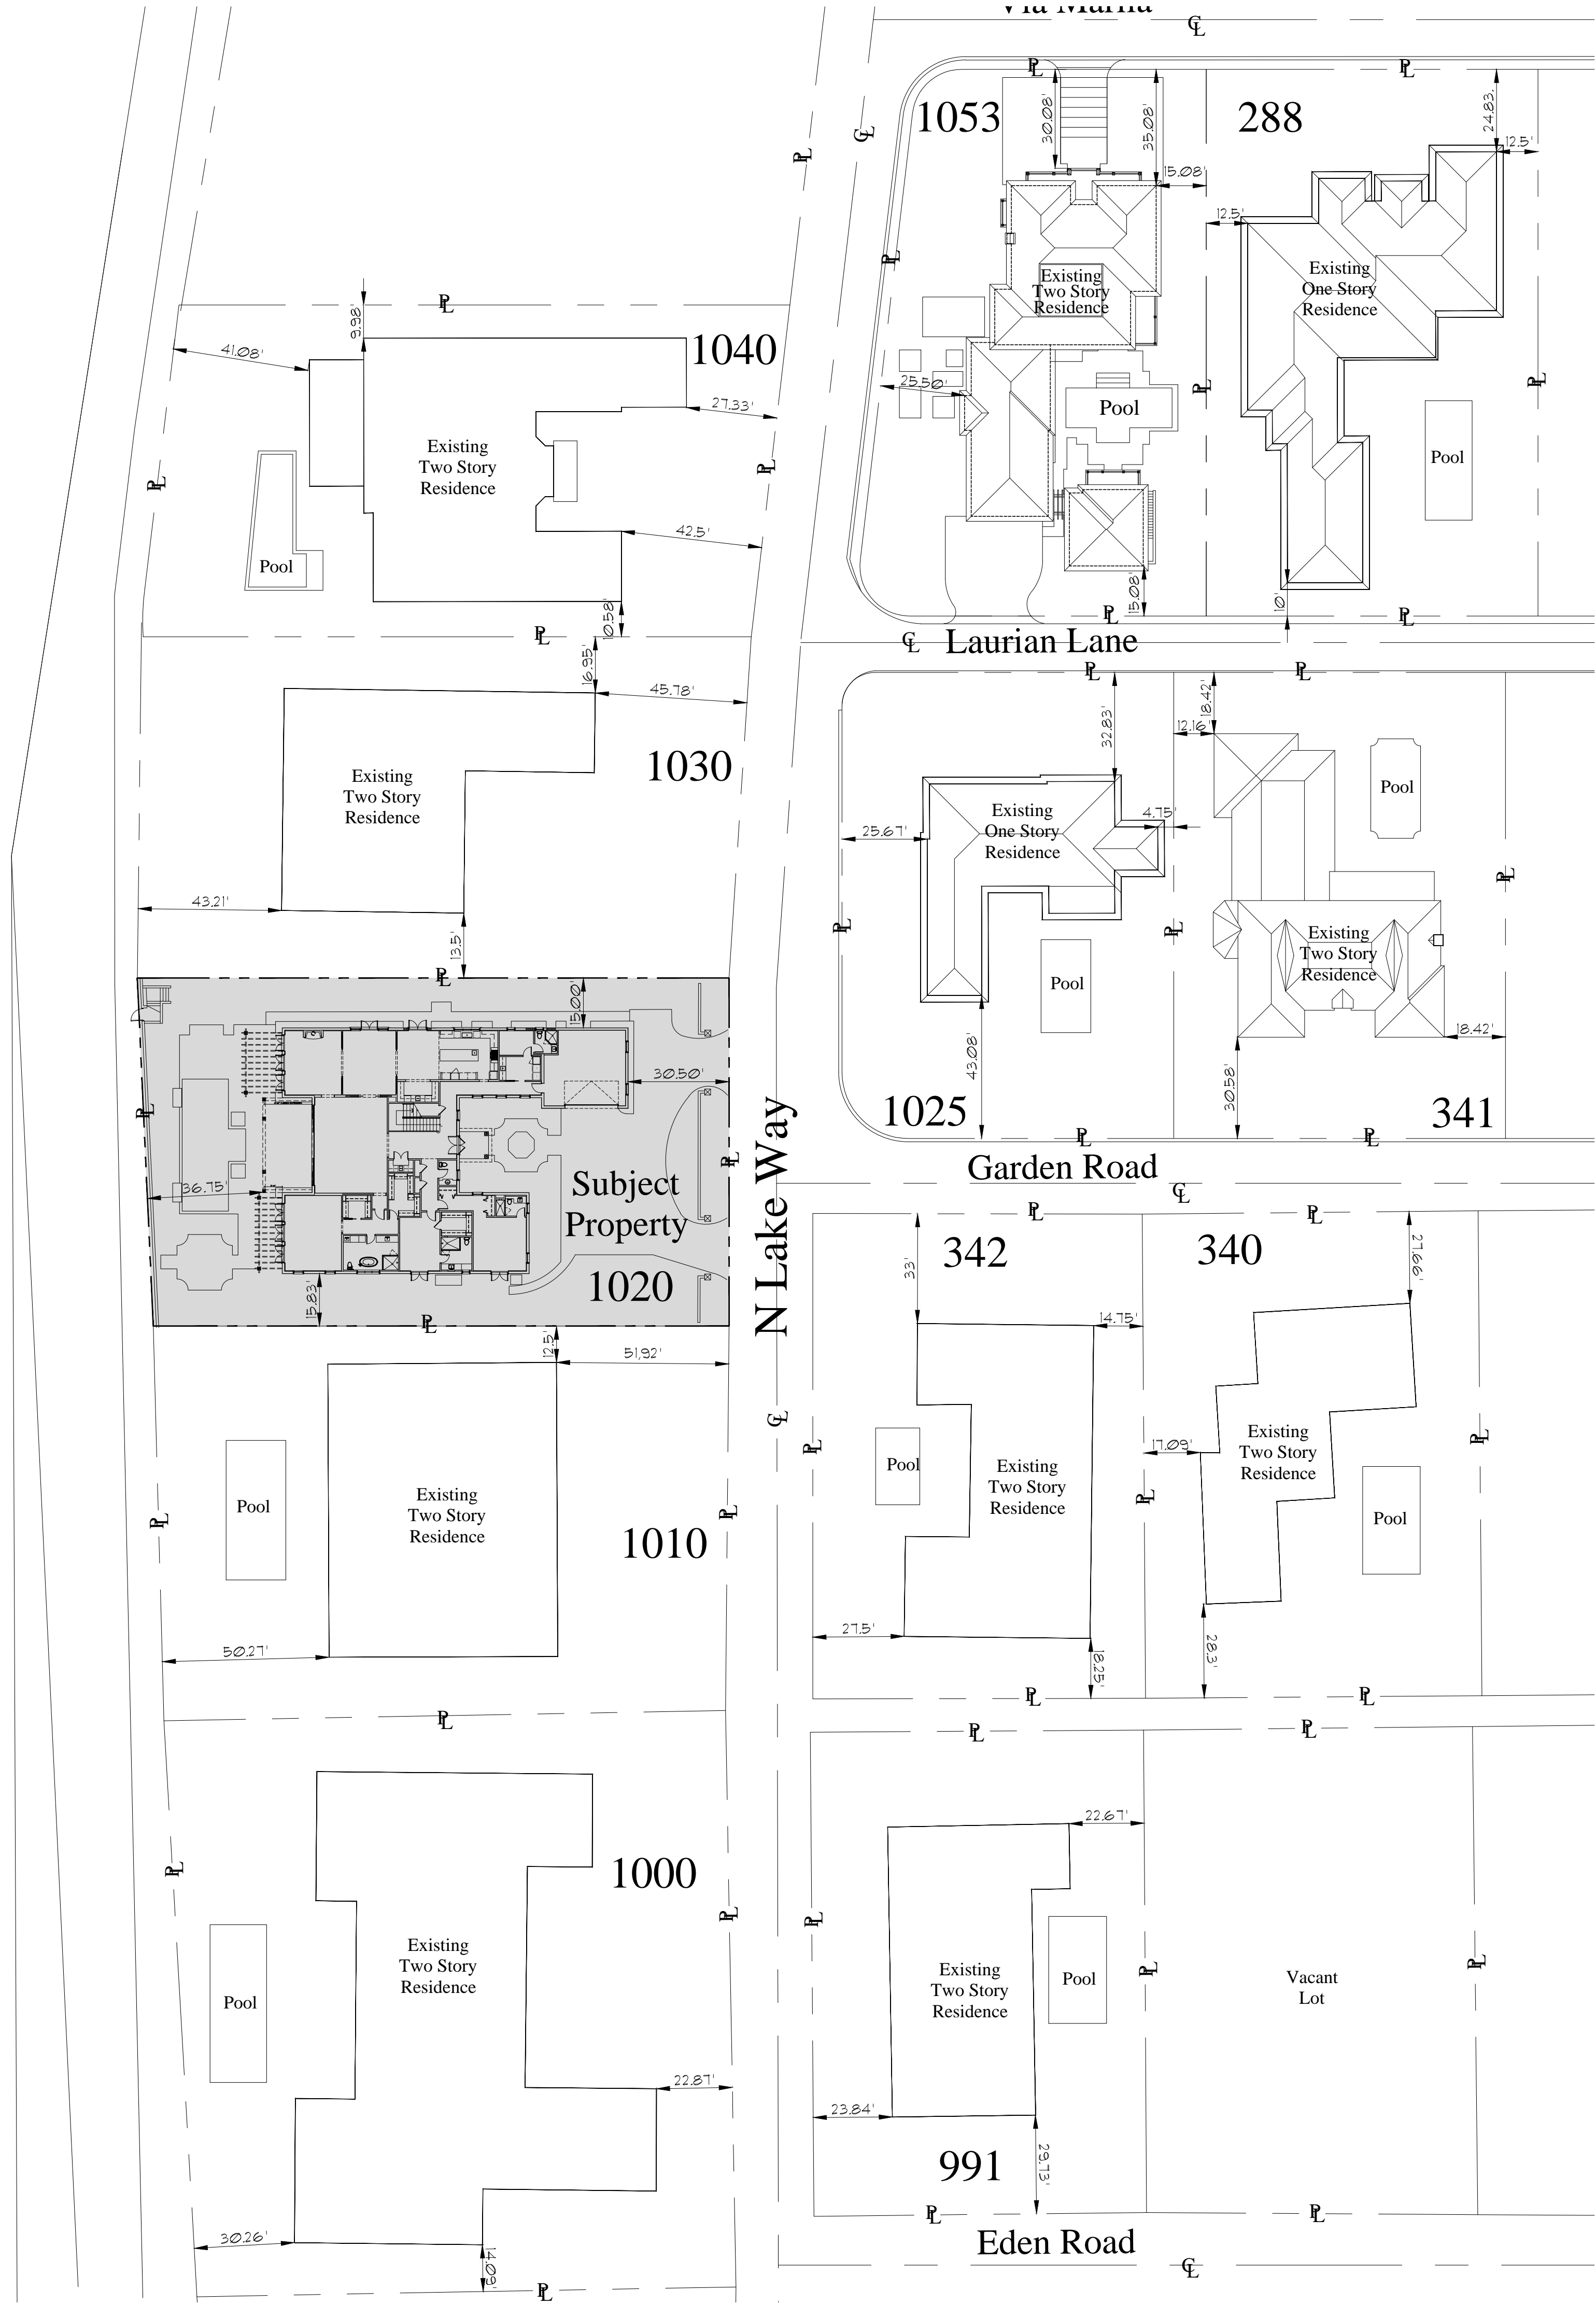 ℄
℄
℄
℄
℄
℄
℄
1053
288
30.08'
35.08'
15.08'
24.83'
12.5'
12.5'
Existing
Two Story
Residence
Existing
One Story
Residence
25.50'
Pool
Pool
15.08'
10'
9.98'
41.08'
1040
27.33'
Existing
Two Story
Residence
42.5'
Pool
10.58'
Laurian Lane
16.95'
45.78'
1030
Existing
Two Story
Residence
43.21'
13.5'
32.83'
18.42'
12.16'
Pool
Existing
One Story
Residence
4.75'
25.67'
Existing
Two Story
Residence
Pool
18.42'
43.08'
30.58'
1025
341
15.00'
30.50'
36.75'
Subject
Property
1020
15.83'
N Lake Way
Garden Road
342
340
33'
27.66'
14.75'
12.5'
51.92'
Pool
Existing
Two Story
Residence
17.09'
Existing
Two Story
Residence
Pool
Pool
Existing
Two Story
Residence
1010
50.27'
27.5'
18.25'
28.3'
1000
Existing
Two Story
Residence
Pool
22.87'
30.26'
14.09'
22.67'
Existing
Two Story
Residence
Pool
Vacant
Lot
23.84'
991
29.73'
Eden Road